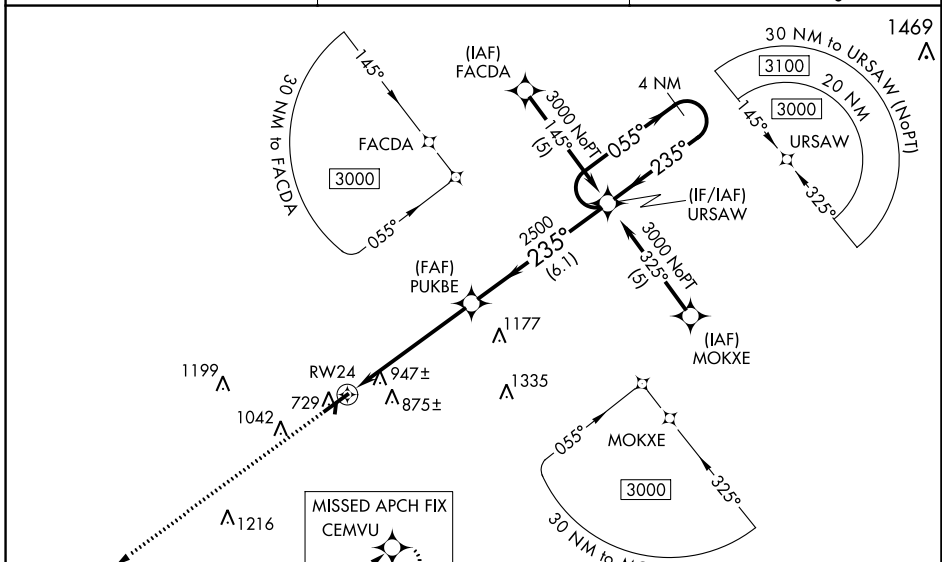 1469
30 NM to URSAW (NoPT)
3100
20 NM
3000
145°
URSAW
325°
(IAF)
FACDA
3000 NoPT
145°
(5)
4 NM
055°
235°
(IF/IAF)
URSAW
30 NM to FACDA
145°
FACDA
3000
055°
2500
235°
(6.1)
3000 NoPT
325°
(5)
(FAF)
PUKBE
(IAF)
MOKXE
1177
1199
RW24
947±
1335
729
875±
1042
055°
MOKXE
3000
325°
1216
MISSED APCH FIX
CEMVU
30 NM to